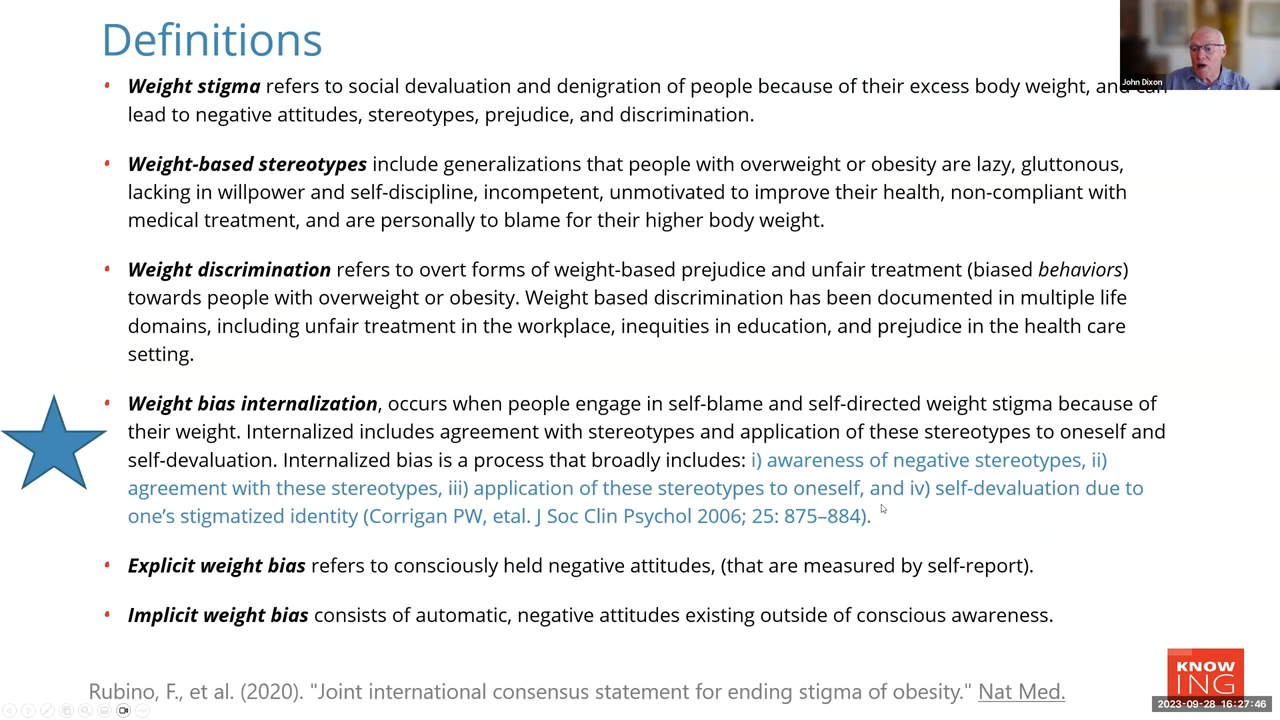 Definitions
John Dixon
• Weight stigma refers to social devaluation and denigration of people because of their excess body weight, and can
lead to negative attitudes, stereotypes, prejudice, and discrimination.
• Weight-based stereotypes include generalizations that people with overweight or obesity are lazy, gluttonous,
lacking in willpower and self-discipline, incompetent, unmotivated to improve their health, non-compliant with
medical treatment, and are personally to blame for their higher body weight.
• Weight discrimination refers to overt forms of weight-based prejudice and unfair treatment (biased behaviors)
towards people with overweight or obesity. Weight based discrimination has been documented in multiple life
domains, including unfair treatment in the workplace, inequities in education, and prejudice in the health care
setting.
• Weight bias internalization, occurs when people engage in self-blame and self-directed weight stigma because of
their weight. Internalized includes agreement with stereotypes and application of these stereotypes to oneself and
self-devaluation. Internalized bias is a process that broadly includes: i) awareness of negative stereotypes, ii)
agreement with these stereotypes, iii) application of these stereotypes to oneself, and iv) self-devaluation due to
one’s stigmatized identity (Corrigan PW, etal. J Soc Clin Psychol 2006; 25: 875–884).
• Explicit weight bias refers to consciously held negative attitudes, (that are measured by self-report).
• Implicit weight bias consists of automatic, negative attitudes existing outside of conscious awareness.
Rubino, F., et al. (2020). "Joint international consensus statement for ending stigma of obesity." Nat Med.
KNOW
ING
2023-09-28 16:27:46